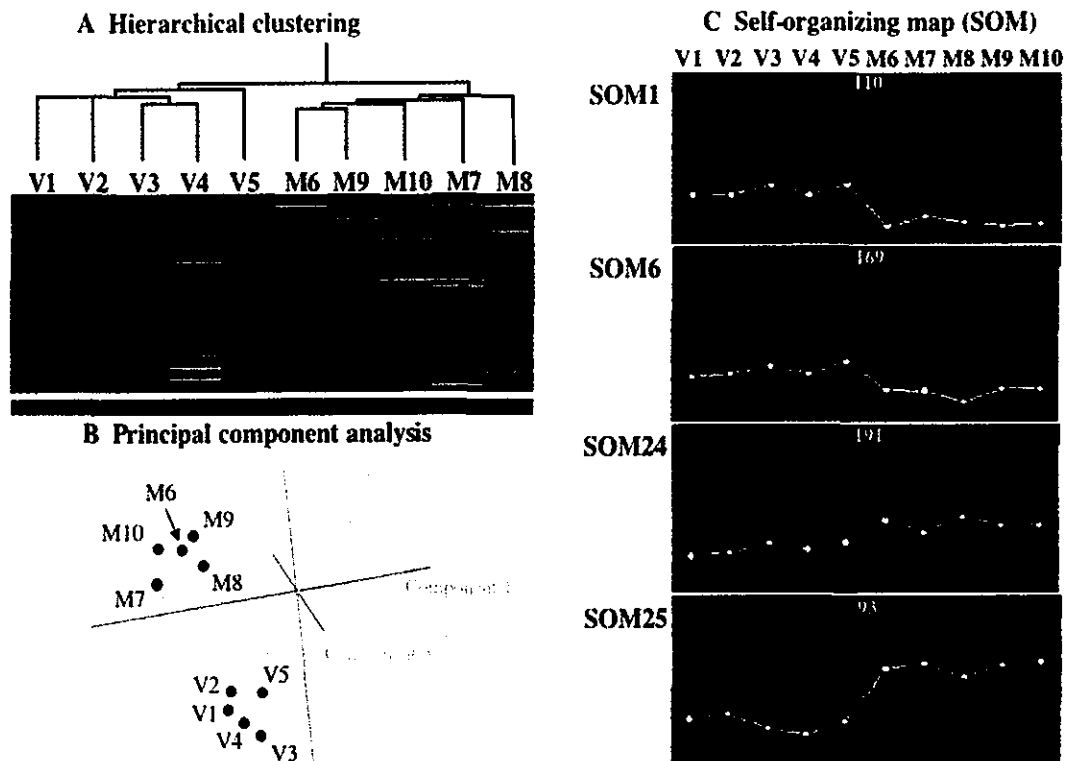 A Hierarchical clustering
V1 V2 V3 V4 V5 M6 M9 M10 M7 M8
B Principal component analysis
M6
M9
M10
M8
M7
Component
V2
V5
V1
V4
V3
C Self-organizing map (SOM)
V1 V2 V3 V4 V5 M6 M7 M8 M9 M10
SOM1
110
SOM6
169
SOM24
191
SOM25
93